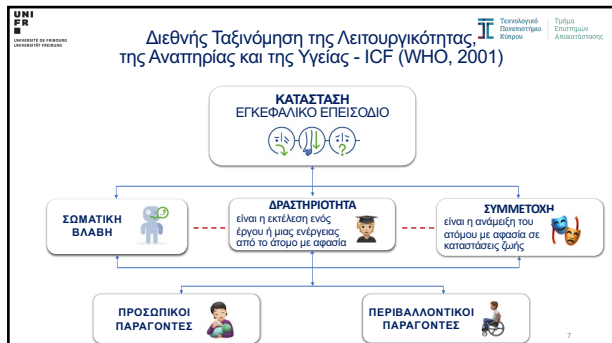 UNI
FR
UNIVERSITÉ DE FRIBOURG
UNIVERSITÄT FREIBURG
Τεχνολογικό
Πανεπιστήμιο
Κύπρου
Τμήμα
Επιστημών
Αποκατάστασης
Διεθνής Ταξινόμηση της Λειτουργικότητας,
της Αναπηρίας και της Υγείας - ICF (WHO, 2001)
ΚΑΤΑΣΤΑΣΗ
ΕΓΚΕΦΑΛΙΚΟ ΕΠΕΙΣΟΔΙΟ
ΣΩΜΑΤΙΚΗ
ΒΛΑΒΗ
ΔΡΑΣΤΗΡΙΟΤΗΤΑ
είναι η εκτέλεση ενός
έργου ή μιας ενέργειας
από το άτομο με αφασία
ΣΥΜΜΕΤΟΧΗ
είναι η ανάμειξη του
ατόμου με αφασία σε
καταστάσεις ζωής
ΠΡΟΣΩΠΙΚΟΙ
ΠΑΡΑΓΟΝΤΕΣ
ΠΕΡΙΒΑΛΛΟΝΤΙΚΟΙ
ΠΑΡΑΓΟΝΤΕΣ
7